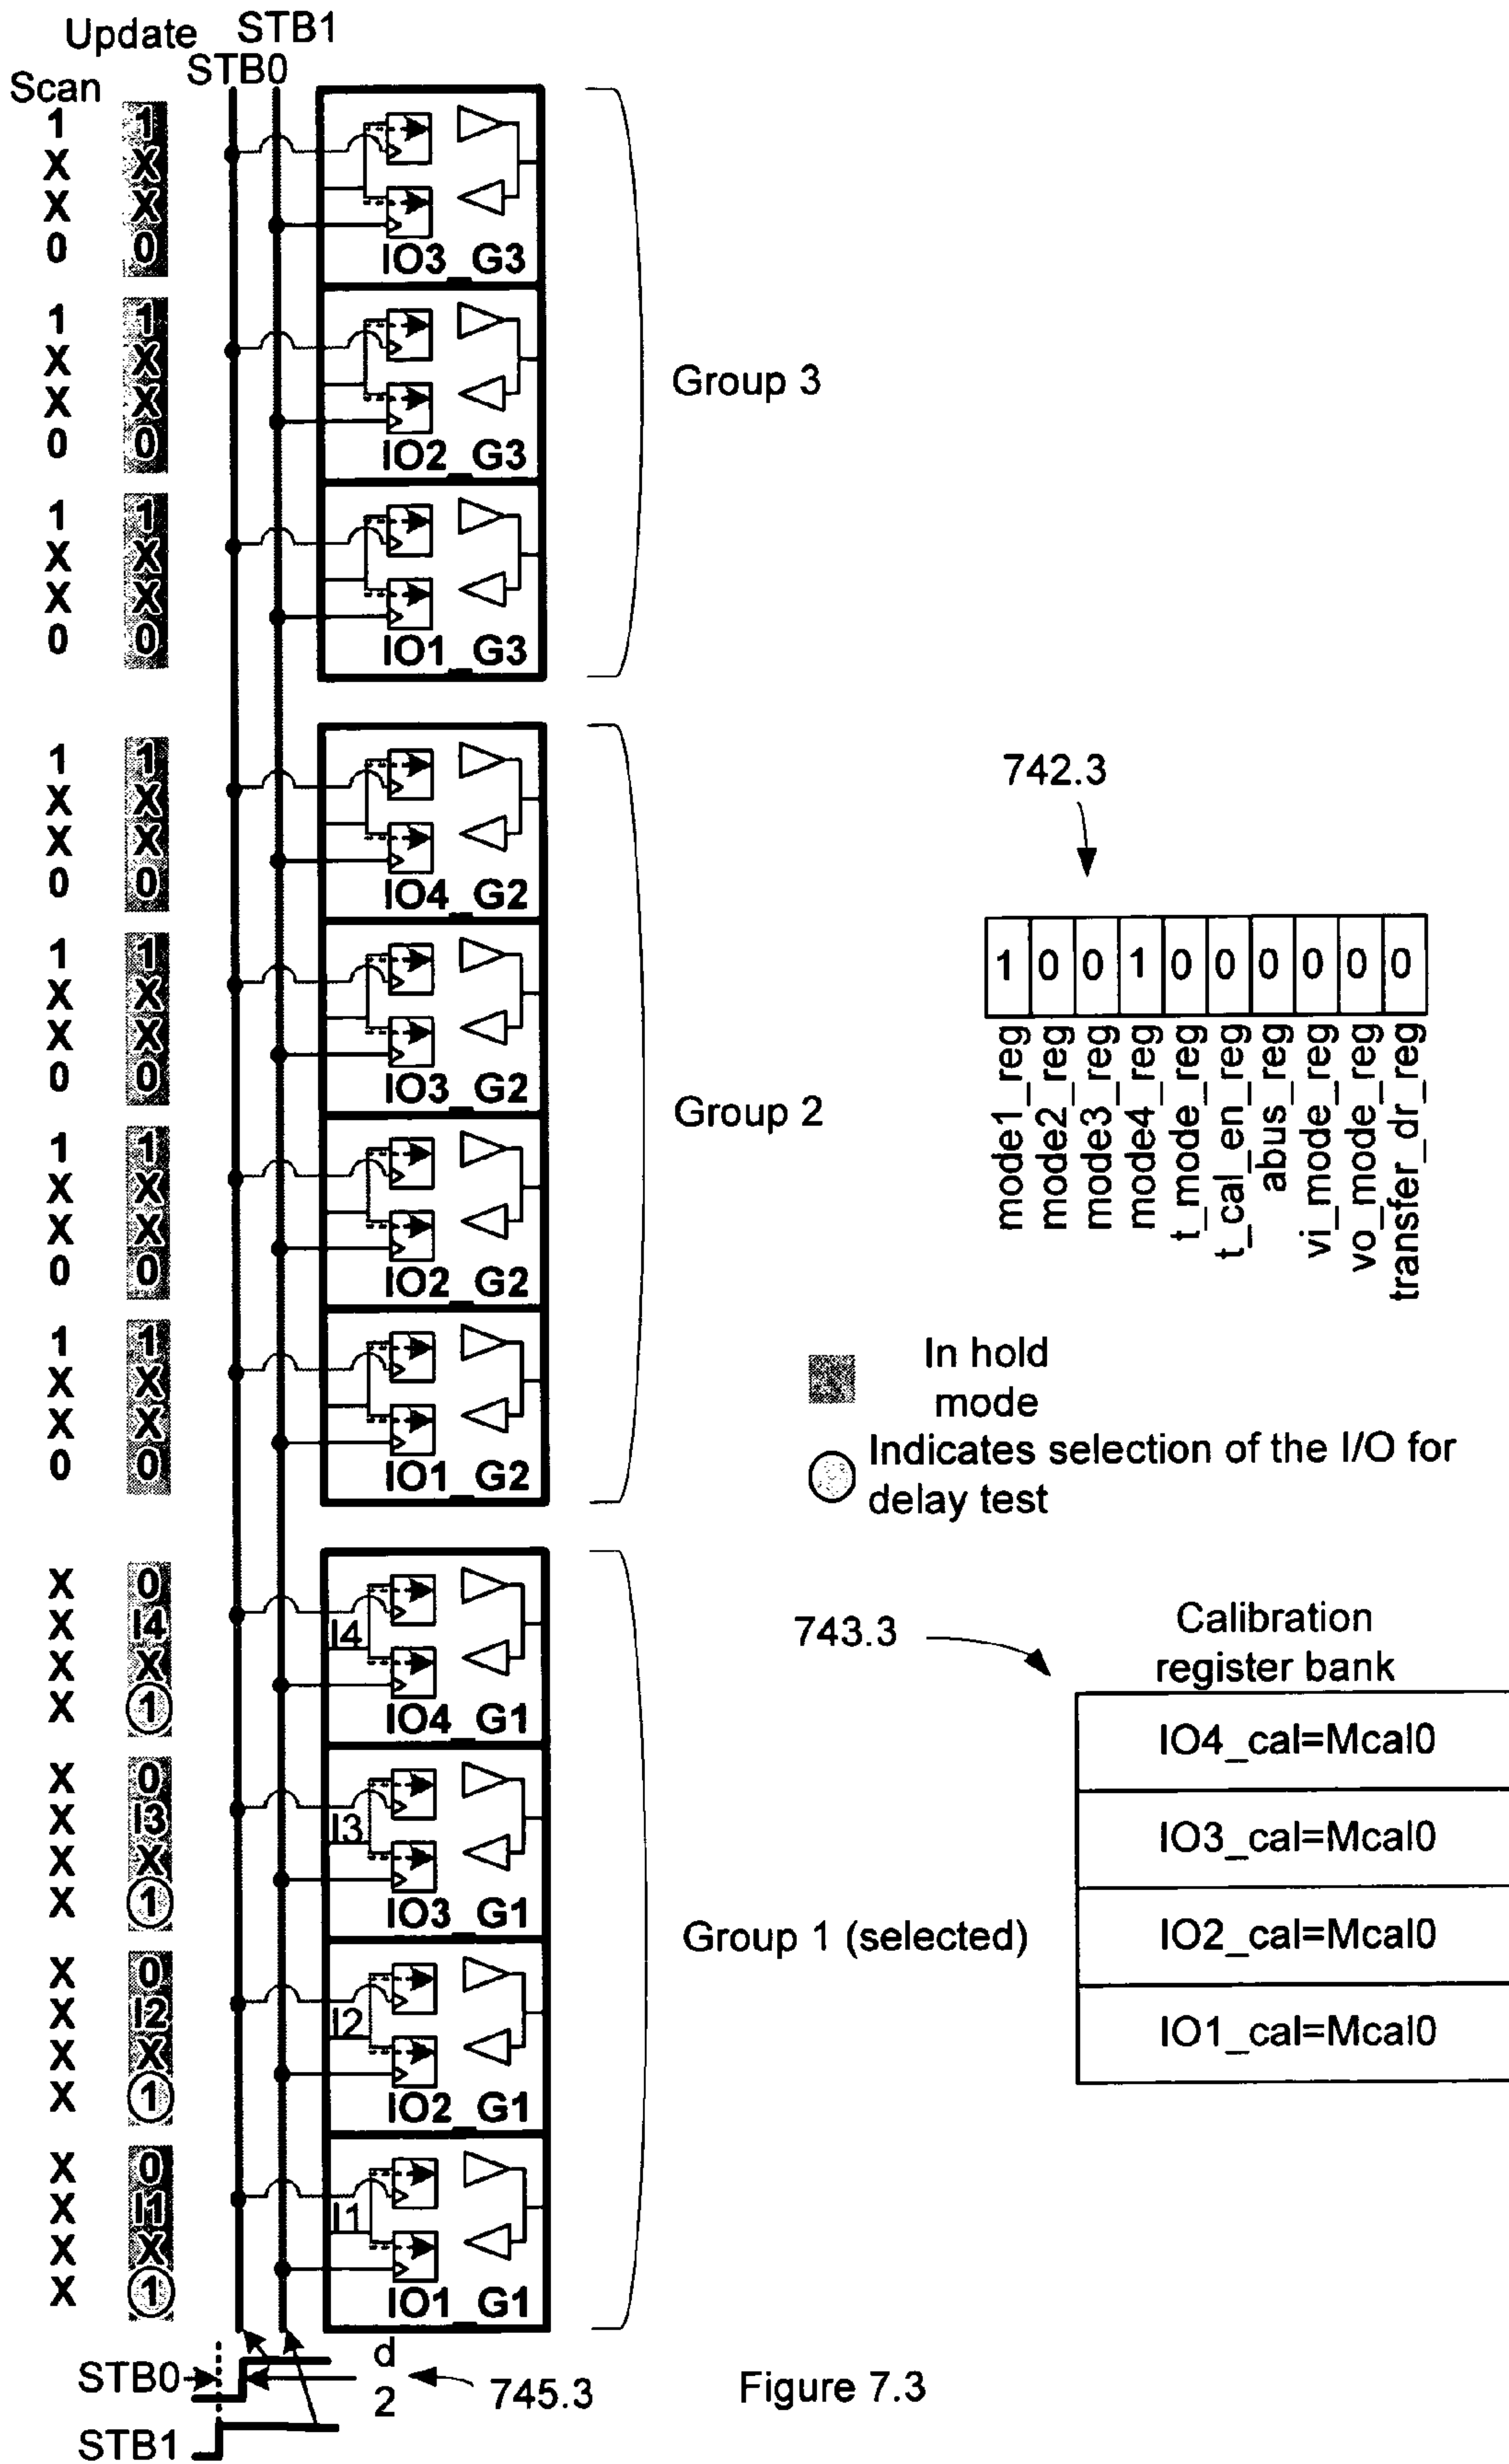 Update STB1
STB0
Scan
1 1
X X
X X
0 0
IO3_G3
1 1
X X
X X
0 0
IO2_G3
Group 3
1 1
X X
X X
0 0
IO1_G3
1 1
X X
X X
0 0
IO4_G2
1 1
X X
X X
0 0
IO3_G2
Group 2
1 1
X X
X X
0 0
IO2_G2
1 1
X X
X X
0 0
IO1_G2
742.3
1 0 0 1 0 0 0 0 0 0
mode1_reg
mode2_reg
mode3_reg
mode4_reg
t_mode_reg
t_cal_en_reg
abus_reg
vi_mode_reg
vo_mode_reg
transfer_dr_reg
In hold
mode
Indicates selection of the I/O for
delay test
X 0
X I4
X X
X 1
I4
IO4_G1
X 0
X I3
X X
X 1
I3
IO3_G1
Group 1 (selected)
X 0
X I2
X X
X 1
I2
IO2_G1
X 0
X I1
X X
X 1
I1
IO1_G1
743.3
Calibration
register bank
IO4_cal=Mcal0
IO3_cal=Mcal0
IO2_cal=Mcal0
IO1_cal=Mcal0
STB0
d
2
745.3
STB1
Figure 7.3